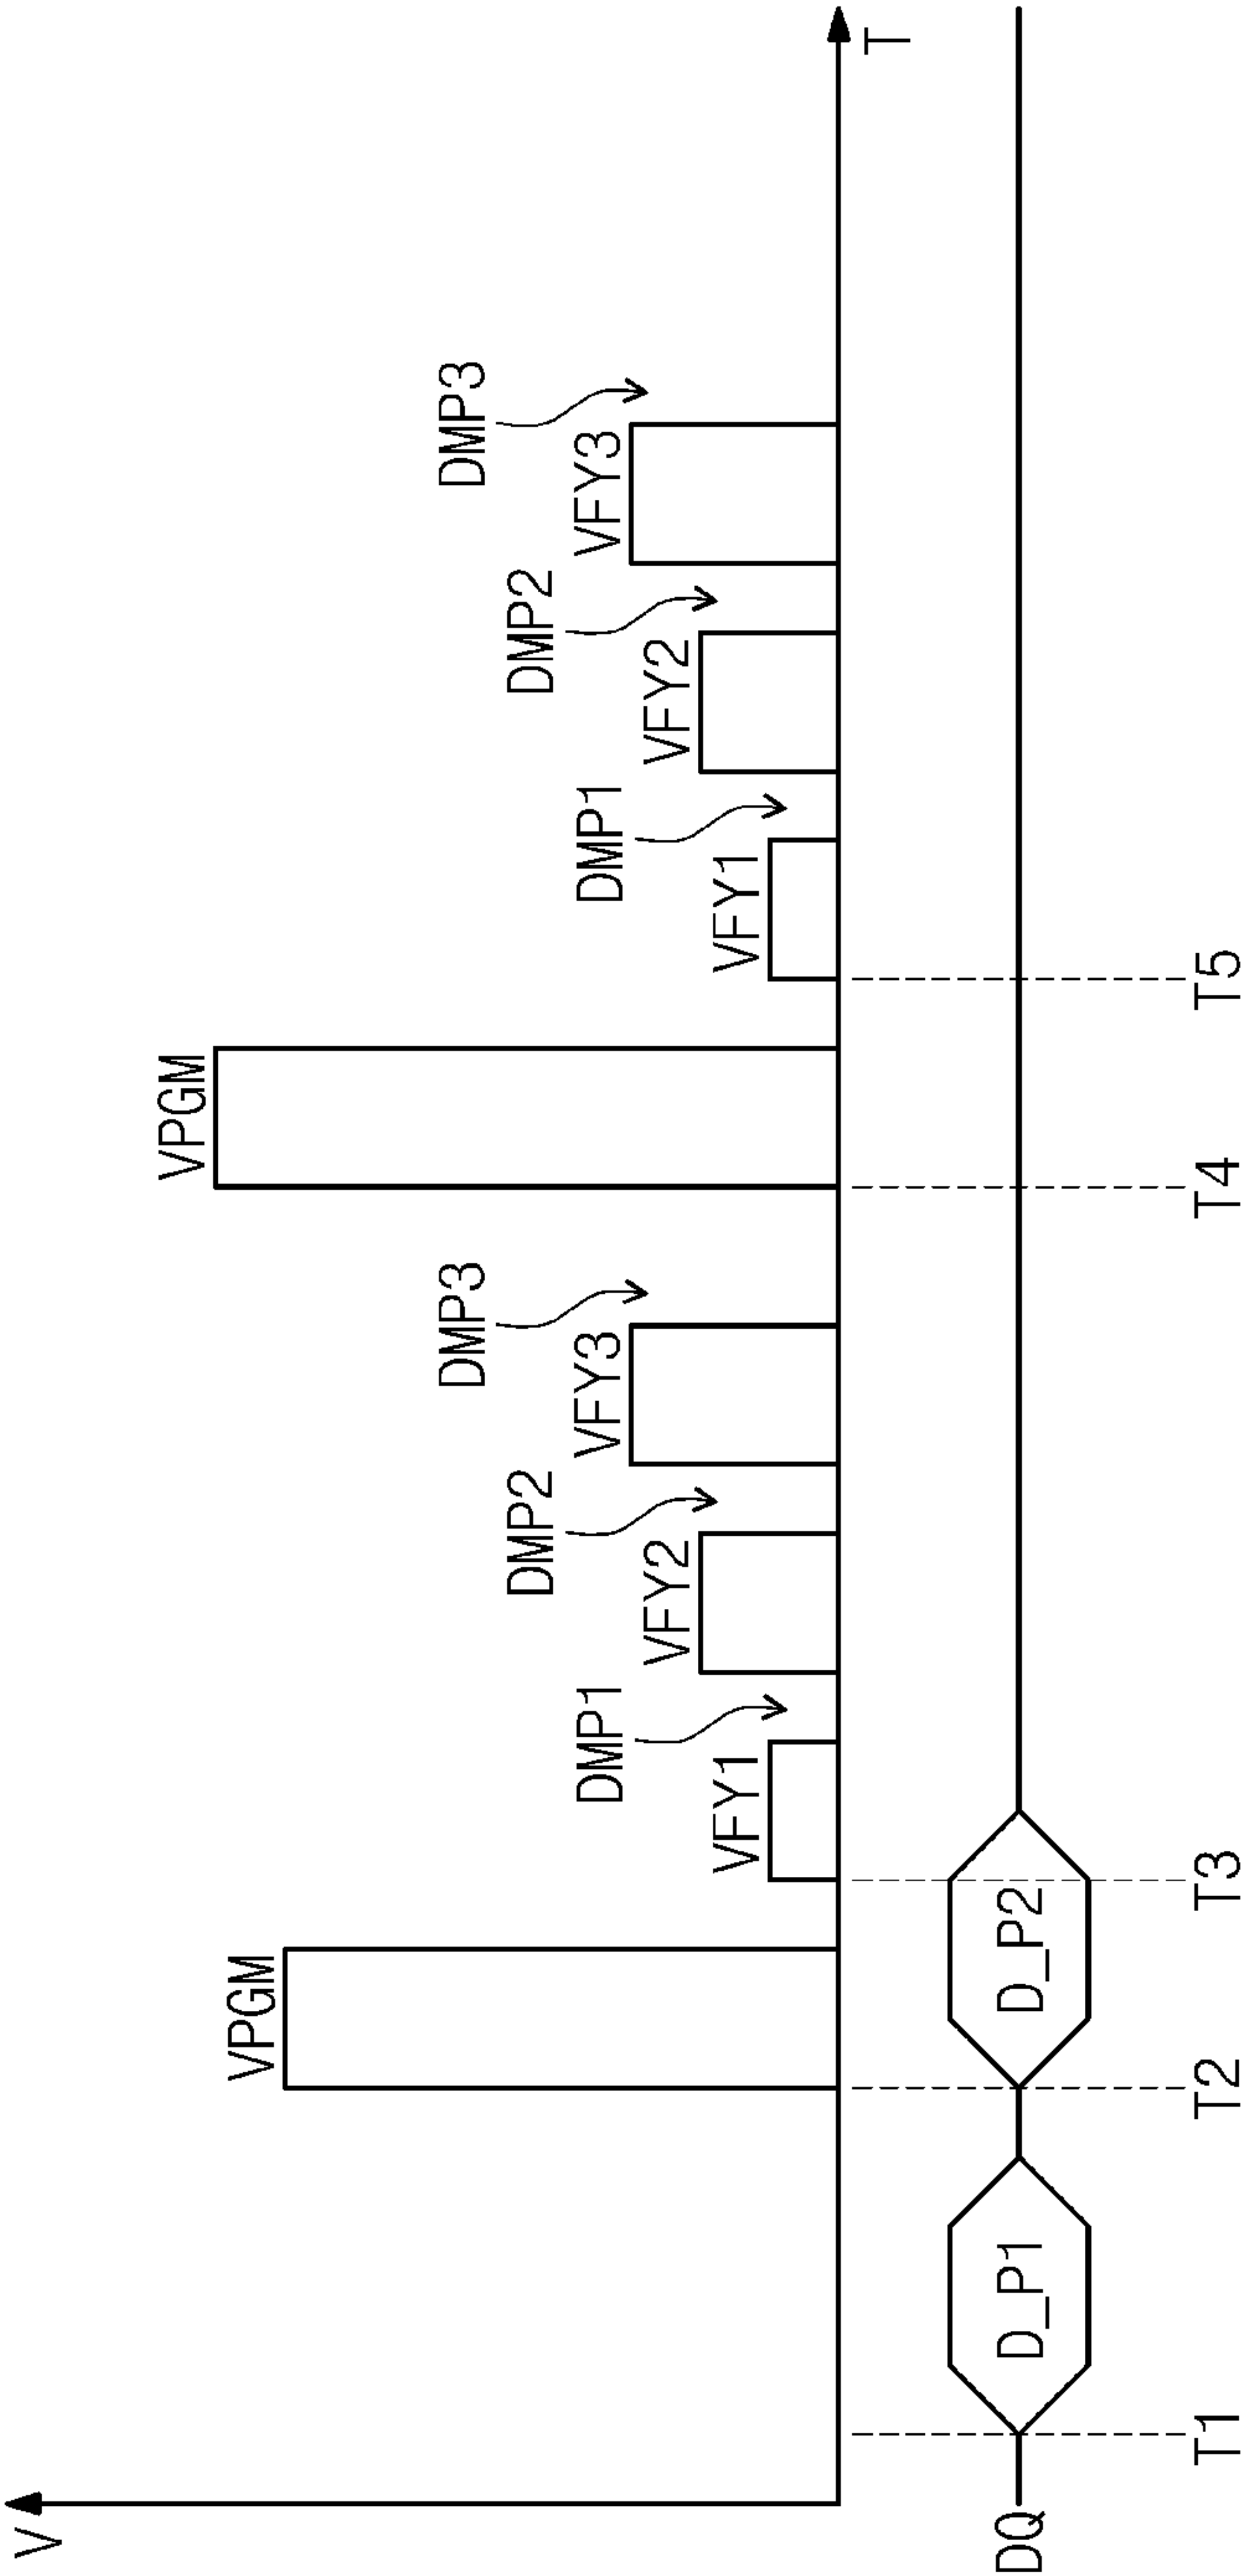 V
VPGM
VPGM
DMP3
DMP3
DMP2
DMP2
VFY3
VFY3
DMP1
DMP1
VFY2
VFY2
VFY1
VFY1
T
DQ
D_P1
D_P2
T1
T2
T3
T4
T5